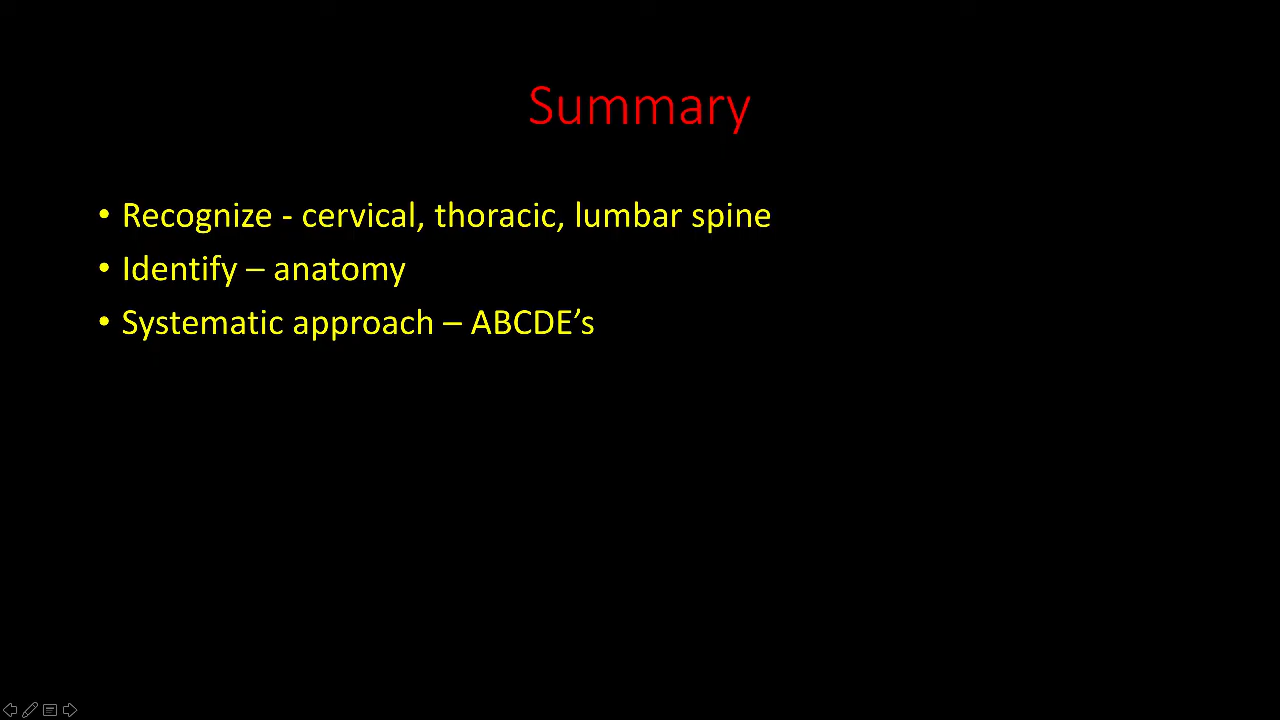 Summary
• Recognize - cervical, thoracic, lumbar spine
• Identify – anatomy
• Systematic approach – ABCDE’s